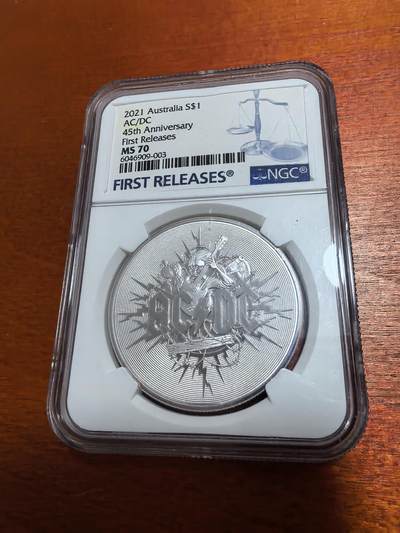 2021 Australia S$1
AC/DC
45th Anniversary
First Releases
MS 70
6046909-003
FIRST RELEASES®
NGC®
AC DC